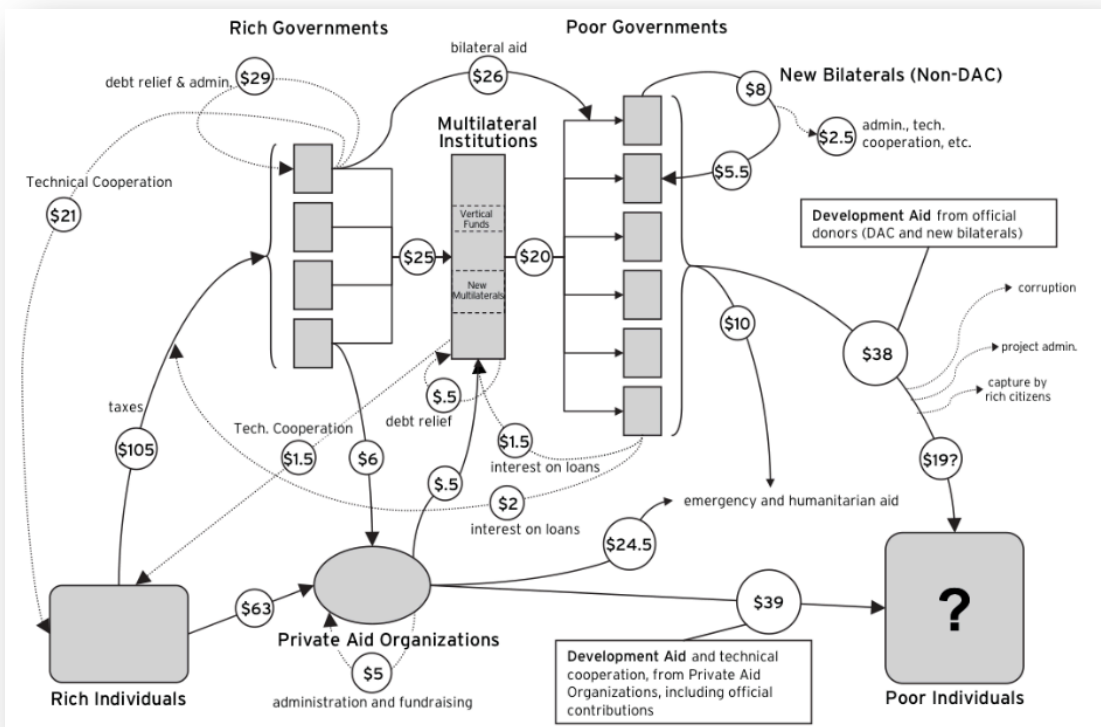 Rich Governments
Poor Governments
bilateral aid
$26
debt relief & admin.
$29
New Bilaterals (Non-DAC)
$8
$2.5
admin., tech.
cooperation, etc.
$5.5
Multilateral
Institutions
Technical Cooperation
$21
Vertical
Funds
New
Multilaterals
$25
$20
Development Aid from official
donors (DAC and new bilaterals)
corruption
project admin.
capture by
rich citizens
$10
$38
$19?
taxes
$105
$.5
debt relief
Tech. Cooperation
$1.5
$6
$1.5
interest on loans
$.5
$2
interest on loans
emergency and humanitarian aid
$24.5
$63
$39
?
Private Aid Organizations
$5
administration and fundraising
Development Aid and technical
cooperation, from Private Aid
Organizations, including official
contributions
Rich Individuals
Poor Individuals